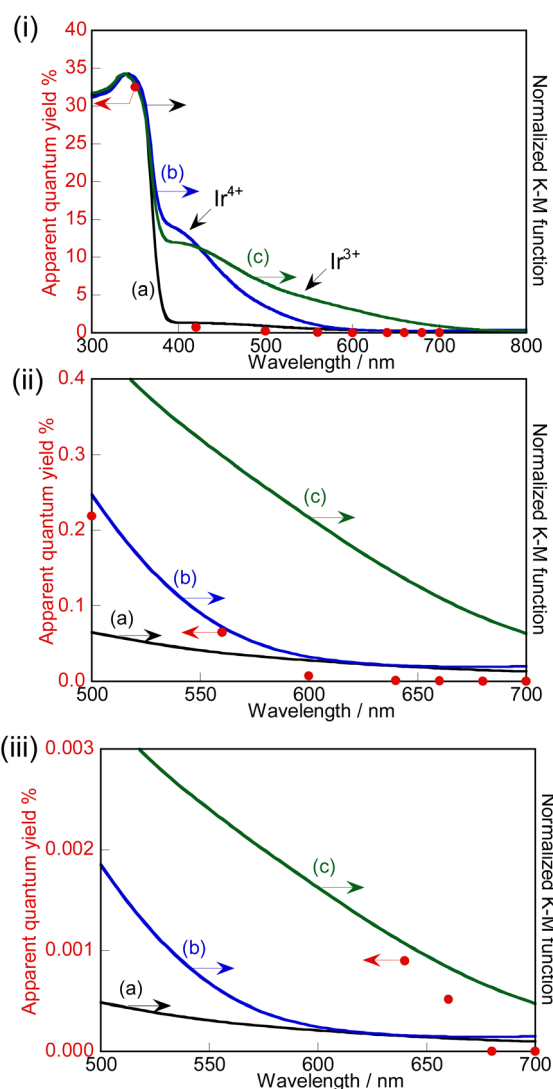 (i)
Apparent quantum yield %
40
35
30
25
20
15
10
5
0
(a)
(b)
(c)
Ir4+
Ir3+
300
400
500
600
700
800
Wavelength / nm
Normalized K-M function
(ii)
Apparent quantum yield %
0.4
0.3
0.2
0.1
0.0
(a)
(b)
(c)
500
550
600
650
700
Wavelength / nm
Normalized K-M function
(iii)
Apparent quantum yield %
0.003
0.002
0.001
0.000
(a)
(b)
(c)
500
550
600
650
700
Wavelength / nm
Normalized K-M function